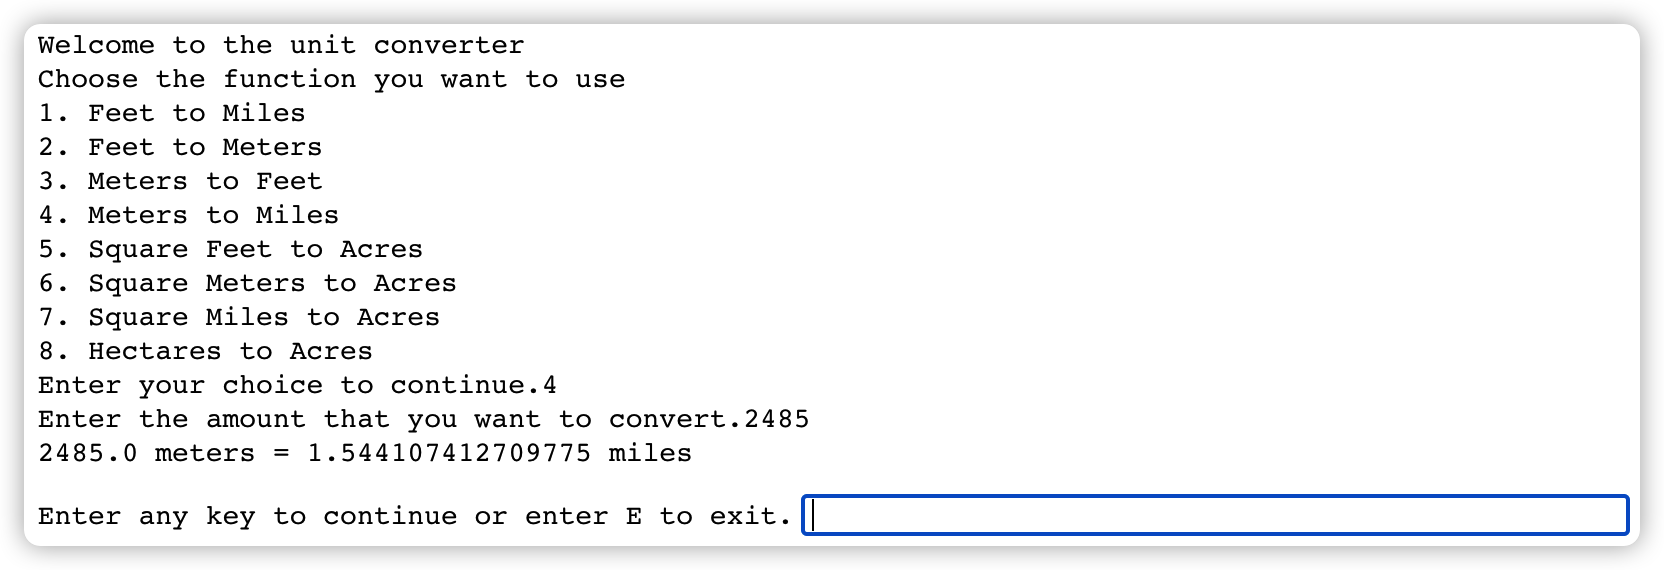 Welcome to the unit converter
Choose the function you want to use
1. Feet to Miles
2. Feet to Meters
3. Meters to Feet
4. Meters to Miles
5. Square Feet to Acres
6. Square Meters to Acres
7. Square Miles to Acres
8. Hectares to Acres
Enter your choice to continue.4
Enter the amount that you want to convert.2485
2485.0 meters = 1.544107412709775 miles
Enter any key to continue or enter E to exit.